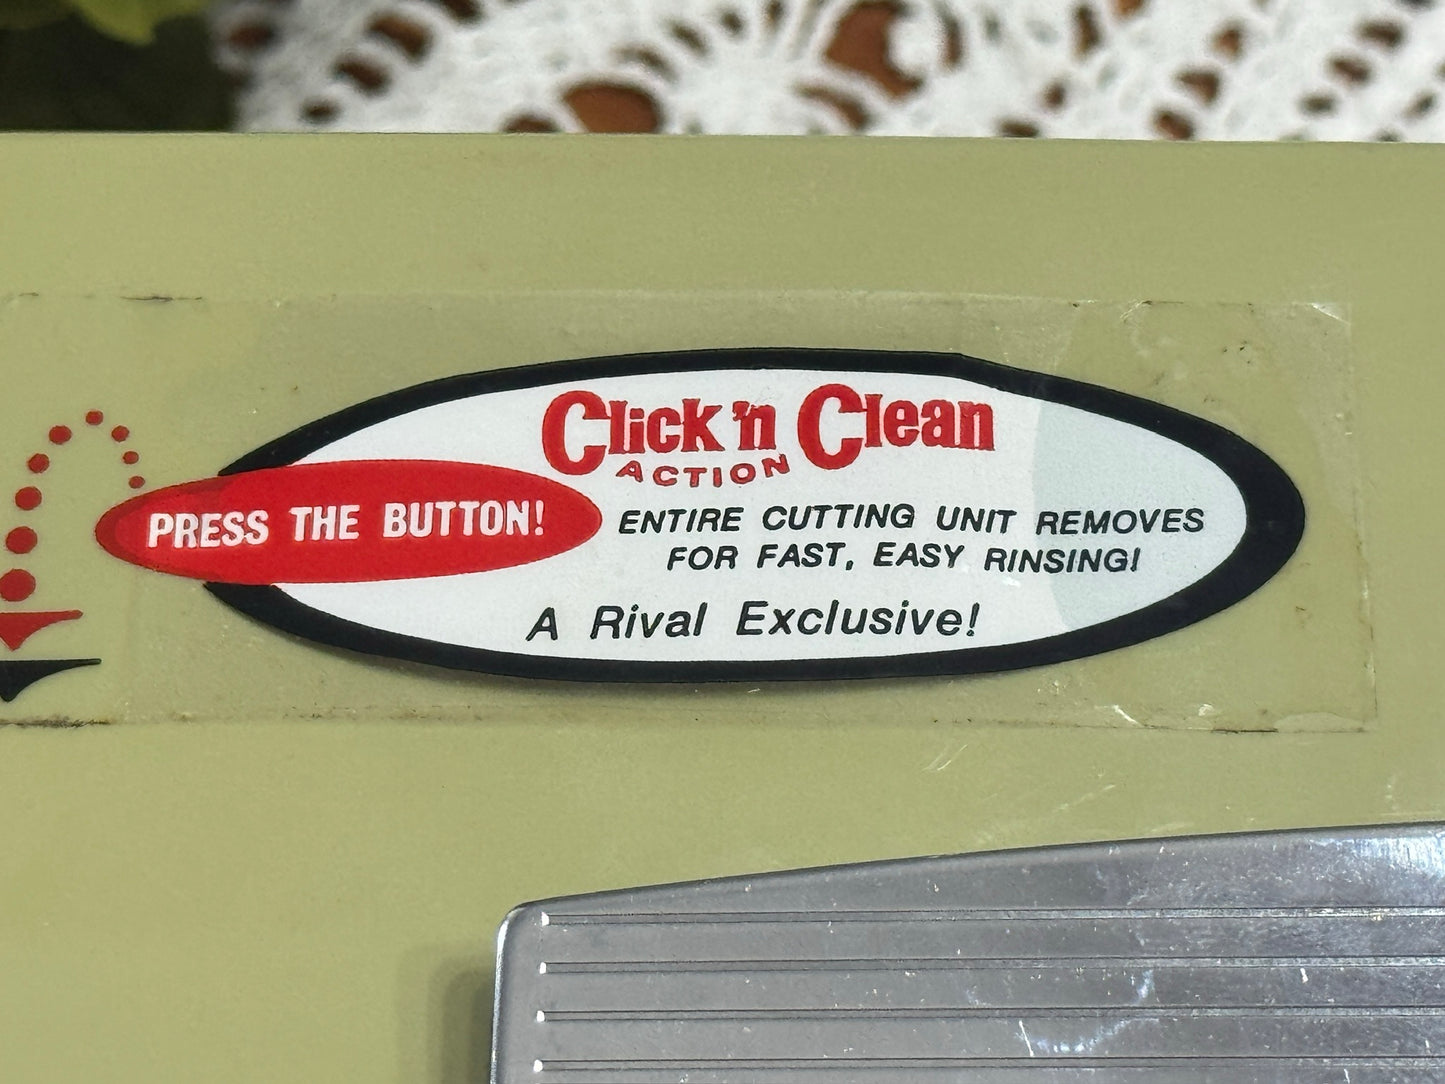 Click 'n Clean
ACTION
PRESS THE BUTTON!
ENTIRE CUTTING UNIT REMOVES
FOR FAST, EASY RINSING!
A Rival Exclusive!